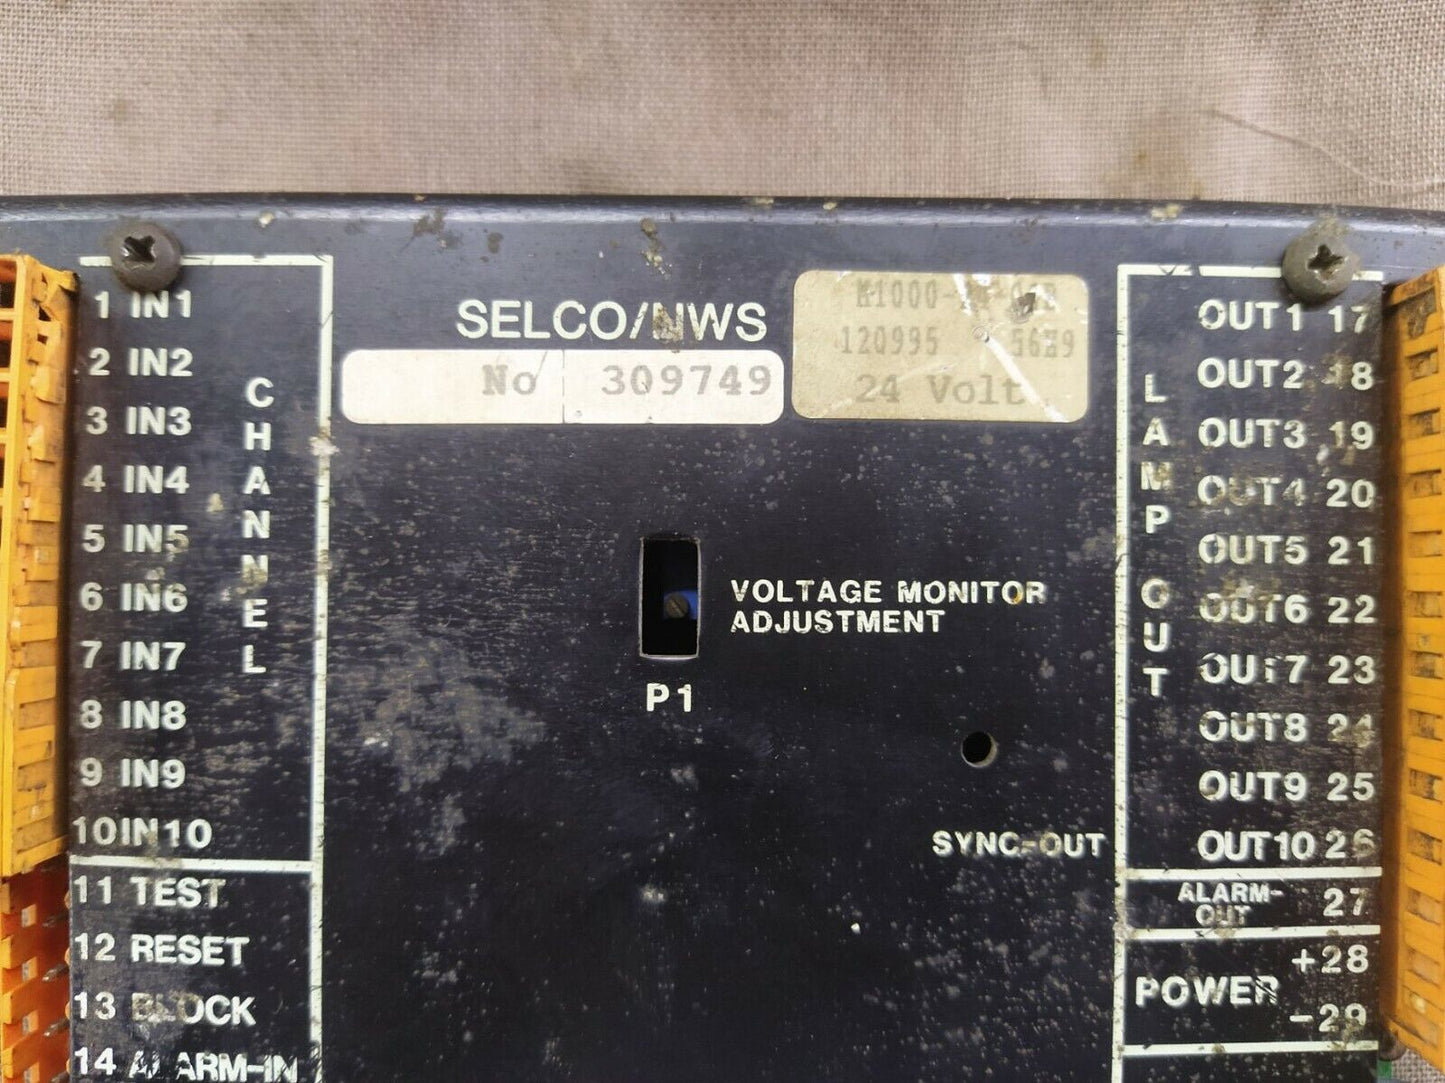 1 IN1
2 IN2
3 IN3
4 IN4
5 IN5
6 IN6
7 IN7
8 IN8
9 IN9
10 IN10
CHANNEL
11 TEST
12 RESET
13 BLOCK
14 ALARM-IN
SELCO/NWS
No 309749
120995
24 Volt
VOLTAGE MONITOR
ADJUSTMENT
P1
SYNC-OUT
LAMP OUT
OUT1 17
OUT2 18
OUT3 19
OUT4 20
OUT5 21
OUT6 22
OUT7 23
OUT8 24
OUT9 25
OUT10 26
ALARM-
OUT 27
POWER
+28
-29